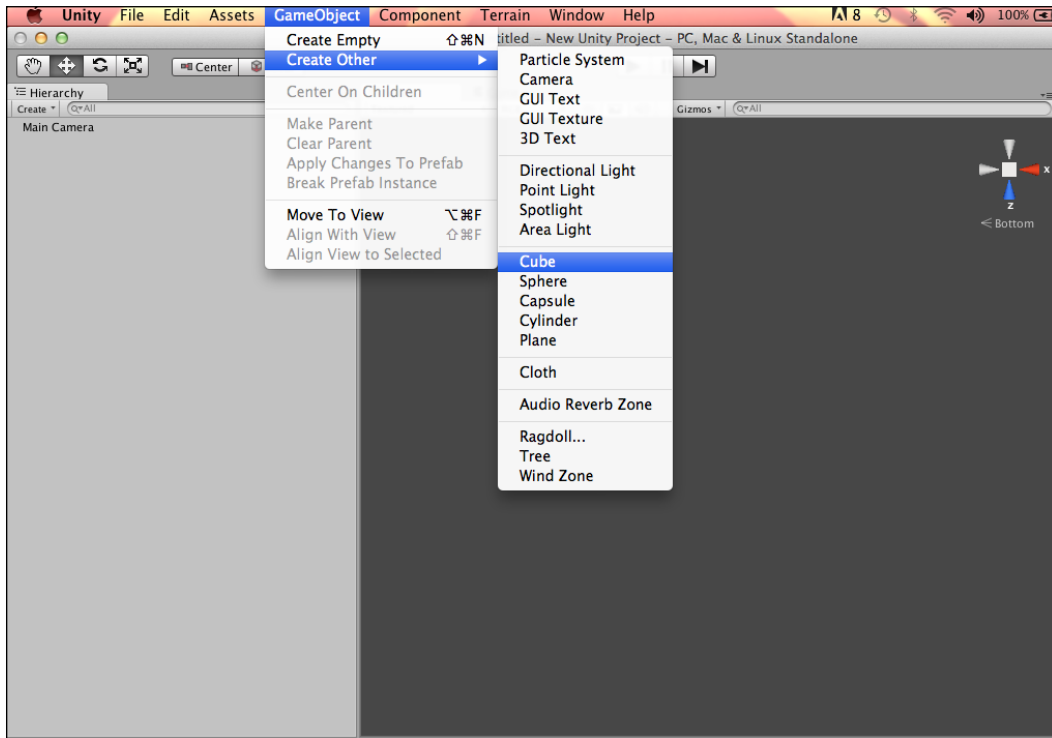 Unity File Edit Assets GameObject Component Terrain Window Help 8 100%
titled – New Unity Project – PC, Mac & Linux Standalone
Center
Hierarchy
Create All
Main Camera
Create Empty ⇧⌘N
Create Other ▶
Center On Children
Make Parent
Clear Parent
Apply Changes To Prefab
Break Prefab Instance
Move To View ⌥⌘F
Align With View ⇧⌘F
Align View to Selected
Particle System
Camera
GUI Text
GUI Texture
3D Text
Directional Light
Point Light
Spotlight
Area Light
Cube
Sphere
Capsule
Cylinder
Plane
Cloth
Audio Reverb Zone
Ragdoll...
Tree
Wind Zone
Gizmos All
x
z
Bottom